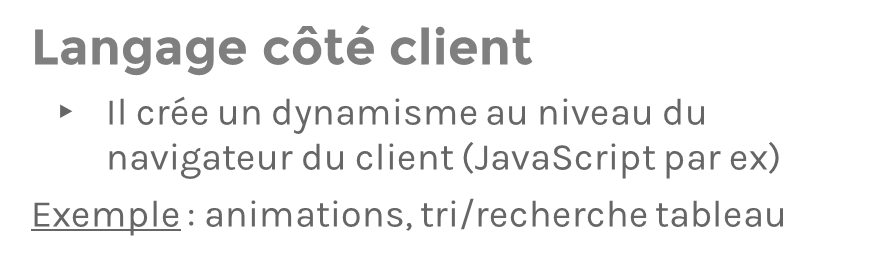 Langage côté client
▸ Il crée un dynamisme au niveau du
navigateur du client (JavaScript par ex)
Exemple : animations, tri/recherche tableau